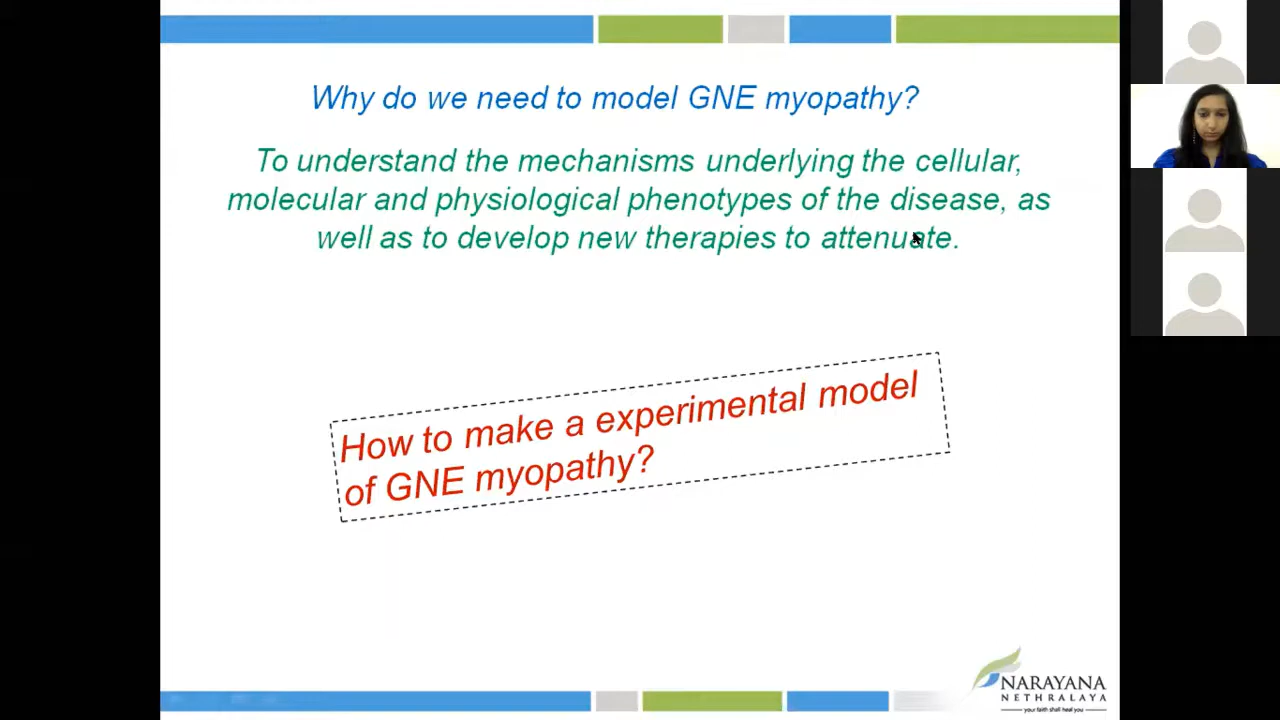 Why do we need to model GNE myopathy?
To understand the mechanisms underlying the cellular,
molecular and physiological phenotypes of the disease, as
well as to develop new therapies to attenuate.
How to make a experimental model
of GNE myopathy?
NARAYANA
NETHRALAYA
your faith shall heal you